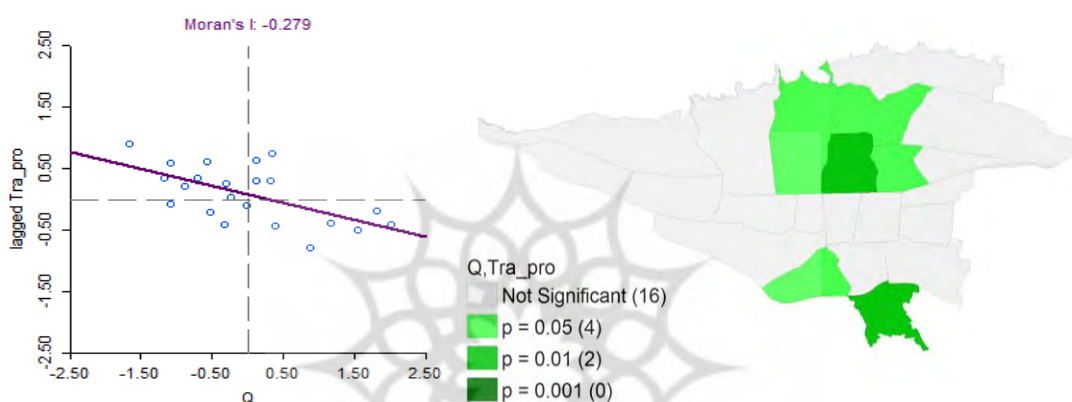 Moran's I: -0.279
2.50
1.50
0.50
-0.50
-1.50
-2.50
lagged Tra_pro
-2.50 -1.50 -0.50 0.50 1.50 2.50
Q
Q,Tra_pro
Not Significant (16)
p = 0.05 (4)
p = 0.01 (2)
p = 0.001 (0)